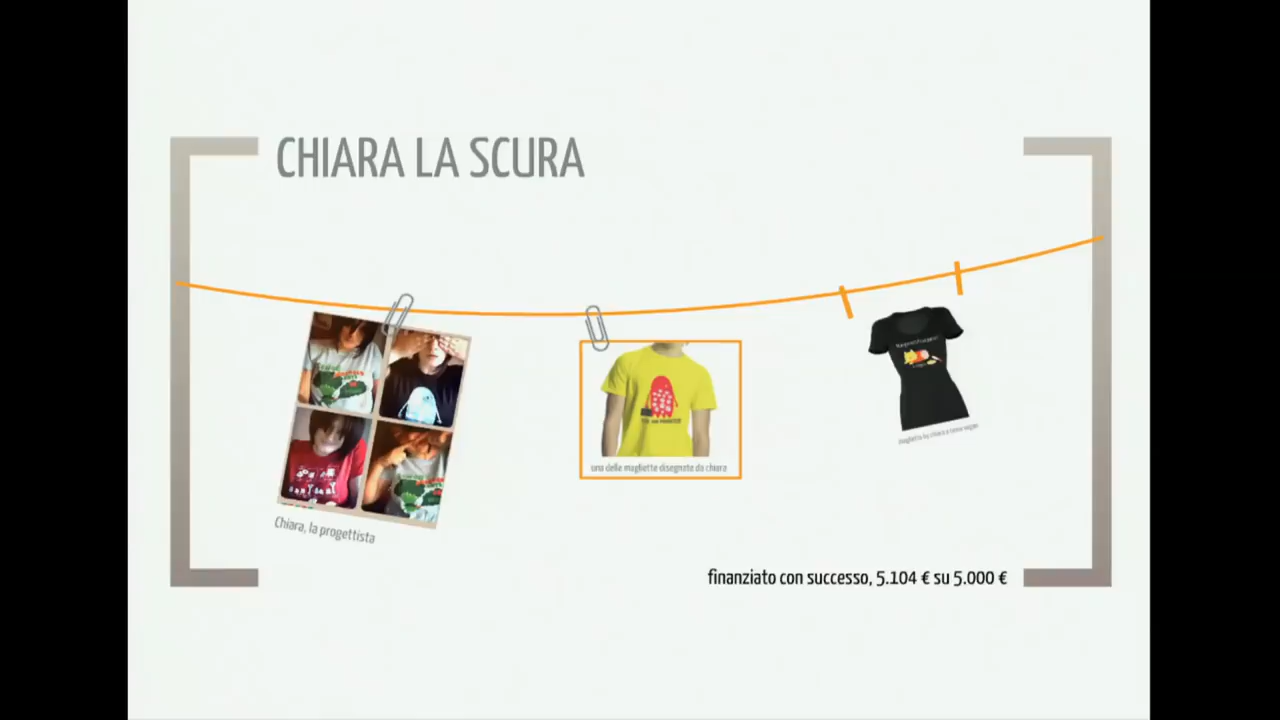 CHIARA LA SCURA
Chiara, la progettista
una delle magliette disegnate da chiara
finanziato con successo, 5.104 € su 5.000 €